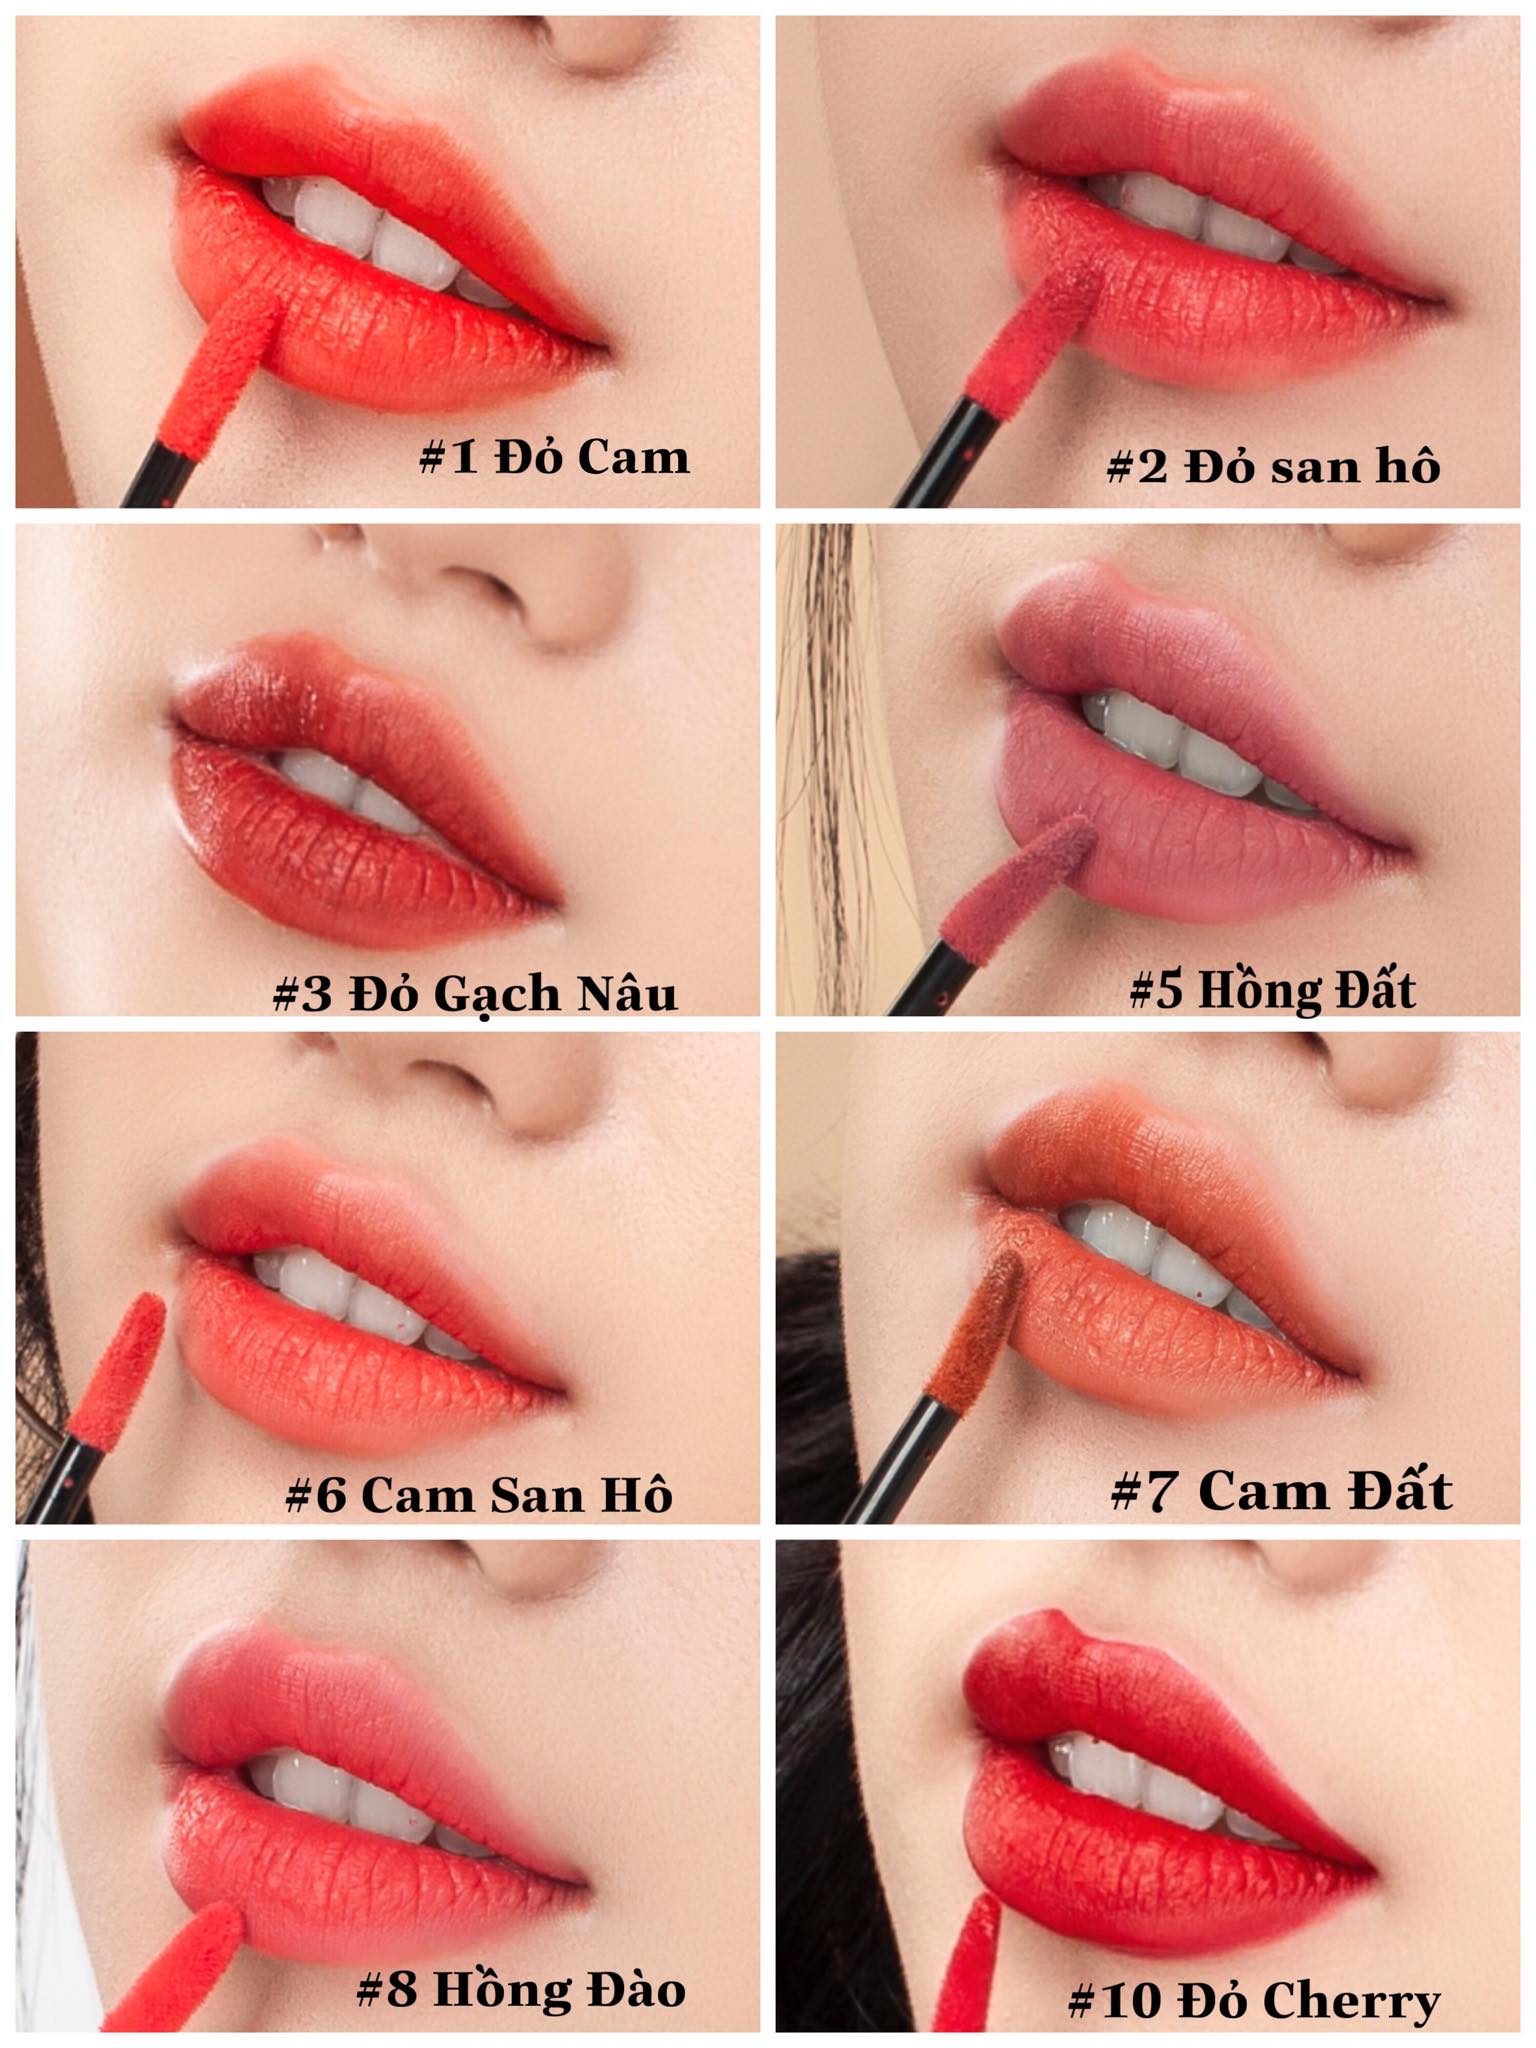 #1 Đỏ Cam
#2 Đỏ san hô
#3 Đỏ Gạch Nâu
#5 Hồng Đất
#6 Cam San Hô
#7 Cam Đất
#8 Hồng Đào
#10 Đỏ Cherry